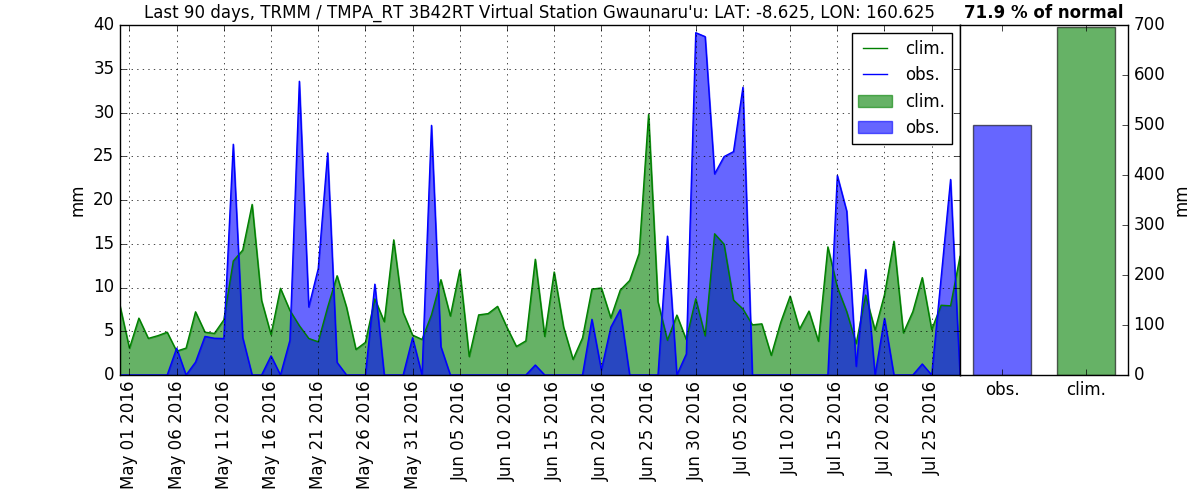 Last 90 days, TRMM / TMPA_RT 3B42RT Virtual Station Gwaunaru'u: LAT: -8.625, LON: 160.625
71.9 % of normal
mm
40
35
30
25
20
15
10
5
0
clim.
obs.
clim.
obs.
700
600
500
400
300
200
100
0
mm
May 01 2016
May 06 2016
May 11 2016
May 16 2016
May 21 2016
May 26 2016
May 31 2016
Jun 05 2016
Jun 10 2016
Jun 15 2016
Jun 20 2016
Jun 25 2016
Jun 30 2016
Jul 05 2016
Jul 10 2016
Jul 15 2016
Jul 20 2016
Jul 25 2016
obs.
clim.